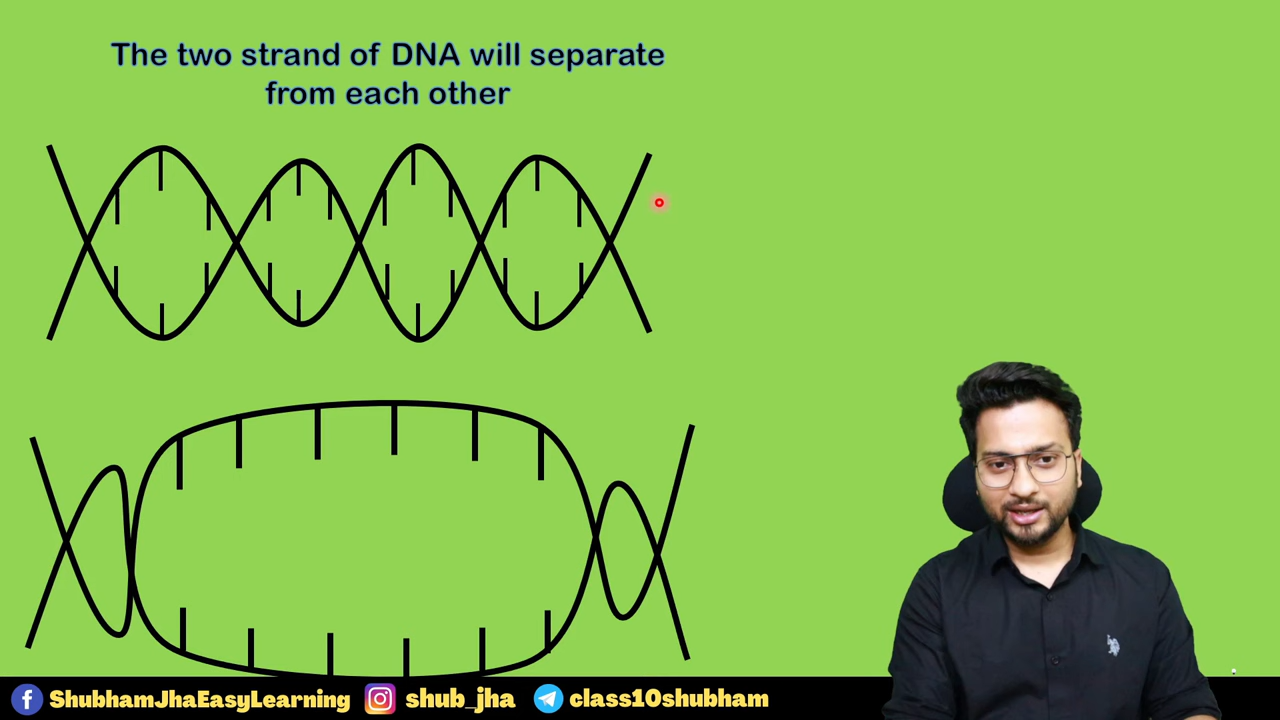 The two strand of DNA will separate
from each other
ShubhamJhaEasyLearning shub_jha class10shubham